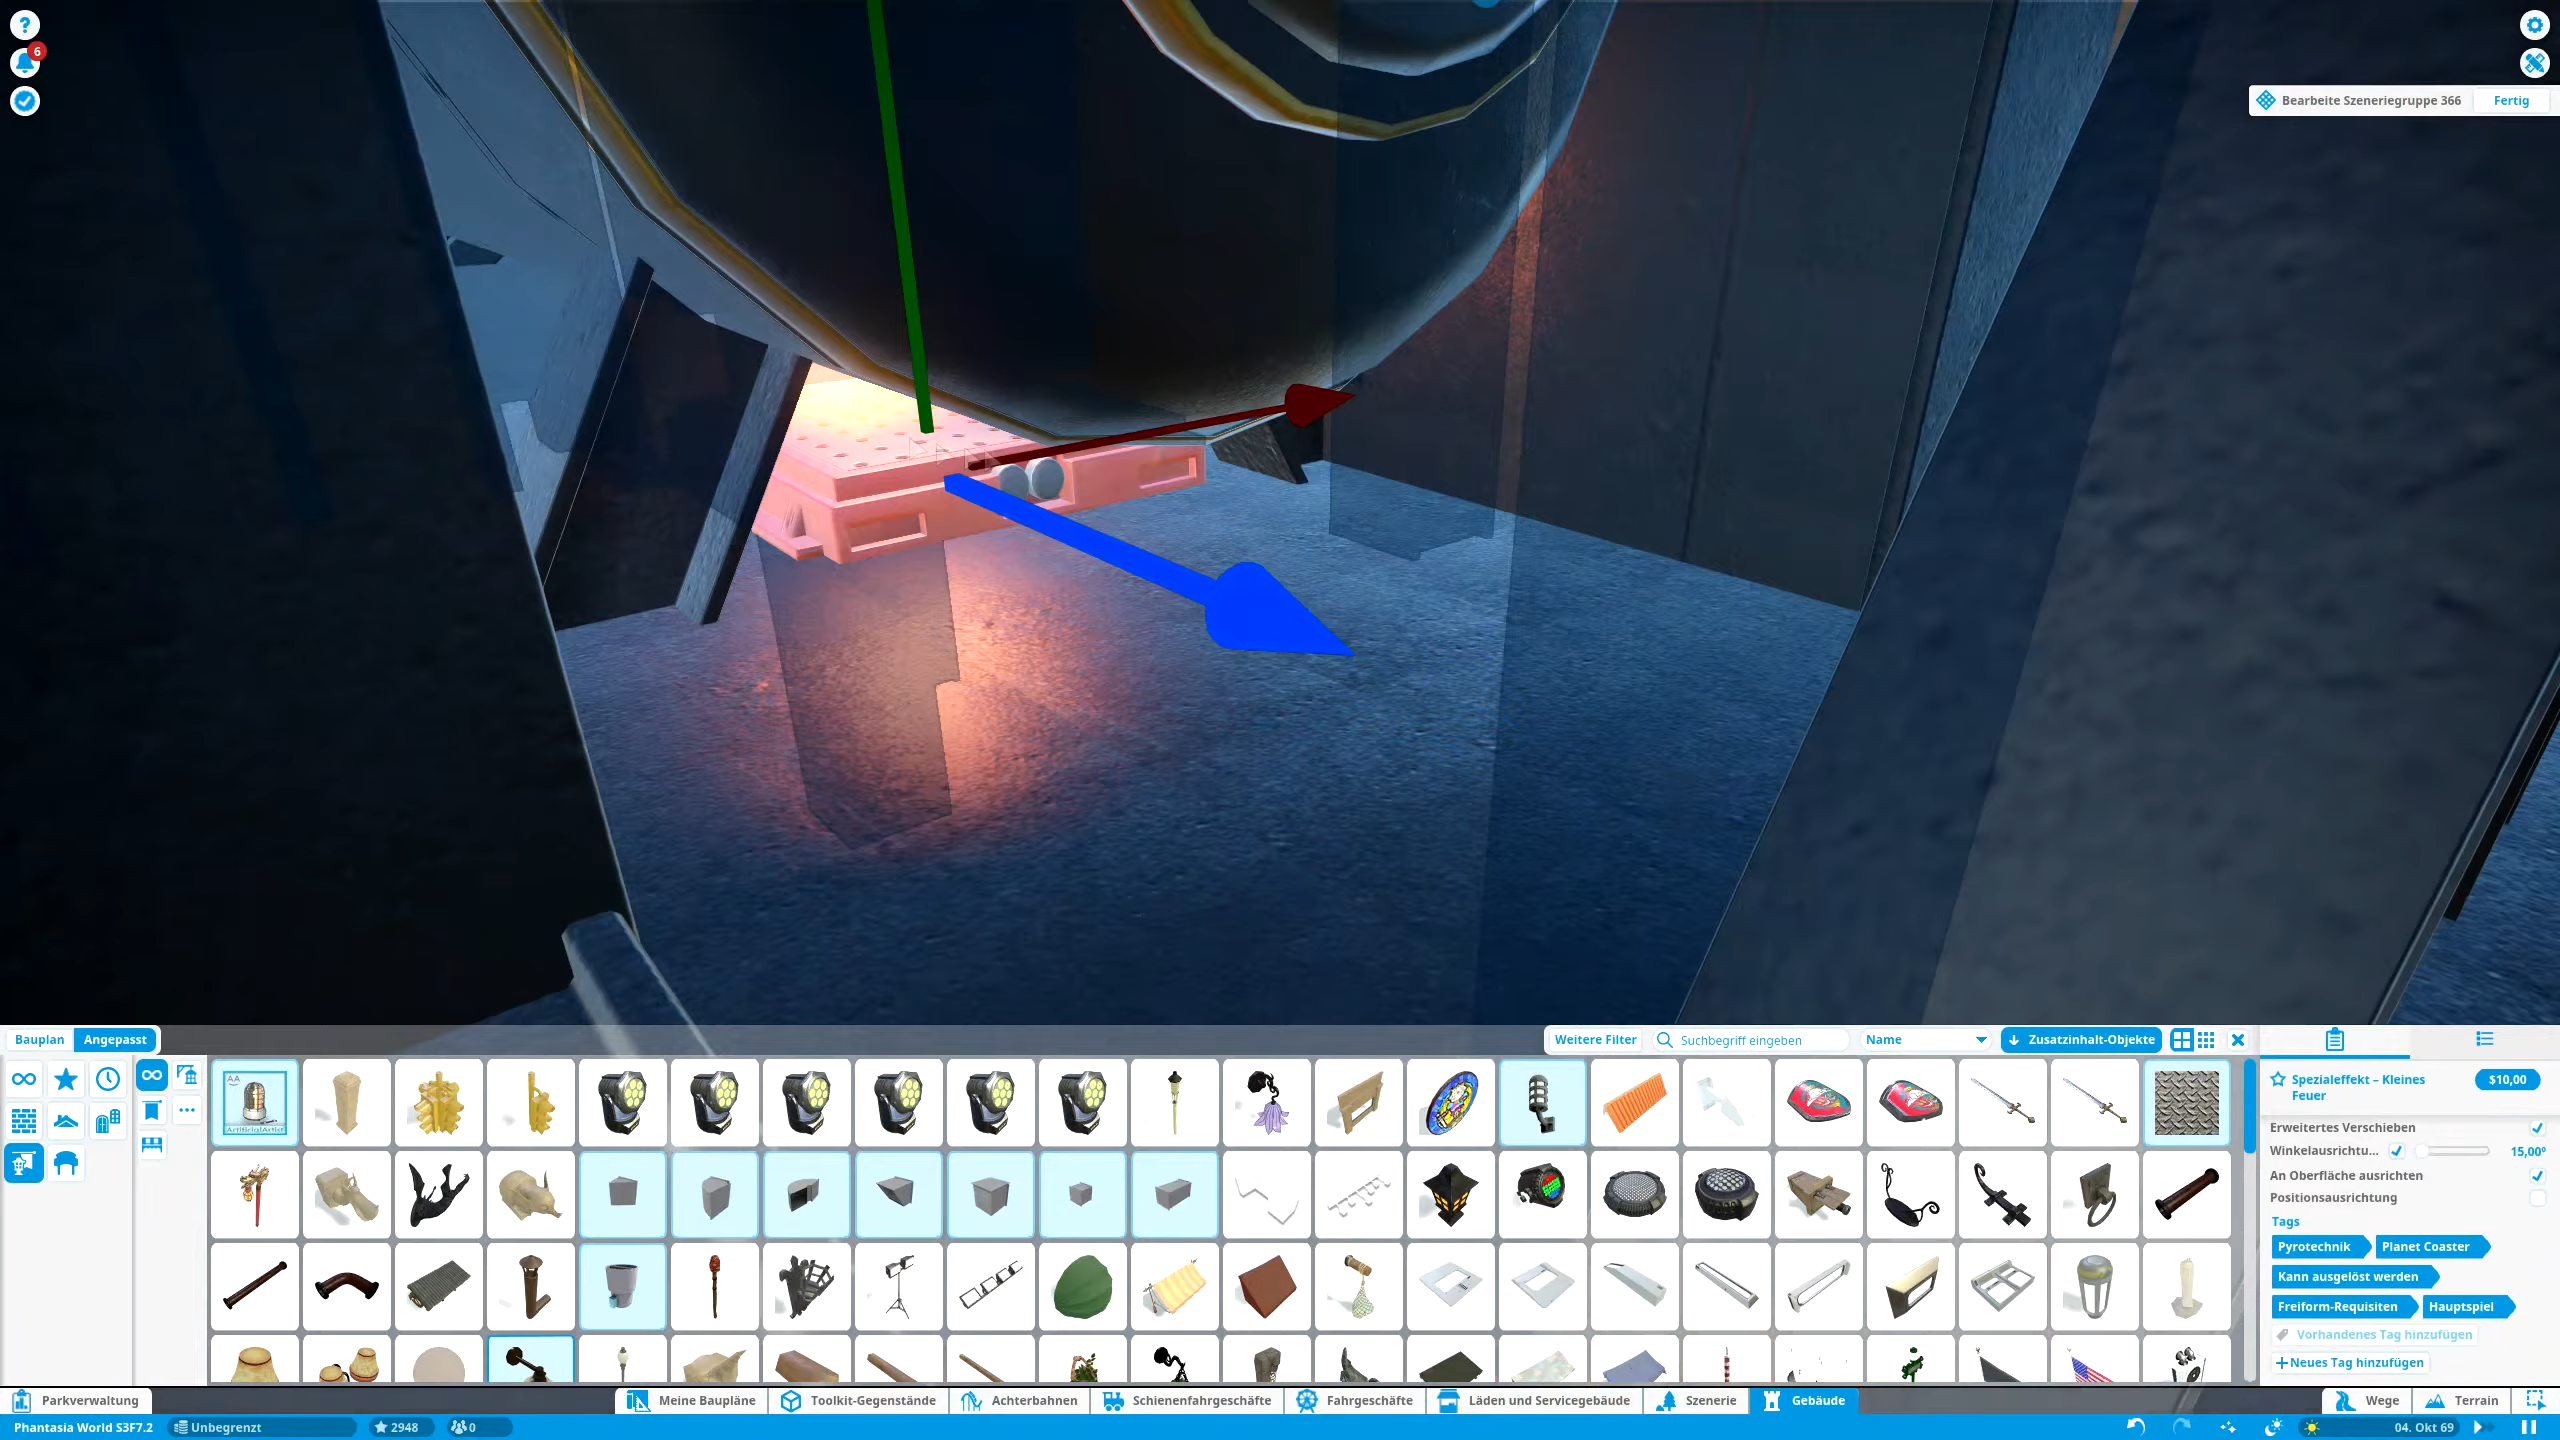 ?
6
Bearbeite Szeneriegruppe 366
Fertig
Bauplan
Angepasst
Weitere Filter
Suchbegriff eingeben
Name
Zusatzinhalt-Objekte
AA
ArtificialArtist
Spezialeffekt – Kleines
Feuer
$10,00
Erweitertes Verschieben
Winkelausrichtu...
15,00°
An Oberfläche ausrichten
Positionsausrichtung
Tags
Pyrotechnik
Planet Coaster
Kann ausgelöst werden
Freiform-Requisiten
Hauptspiel
Vorhandenes Tag hinzufügen
+Neues Tag hinzufügen
Parkverwaltung
Meine Baupläne
Toolkit-Gegenstände
Achterbahnen
Schienenfahrgeschäfte
Fahrgeschäfte
Läden und Servicegebäude
Szenerie
Gebäude
Wege
Terrain
Phantasia World S3F7.2
Unbegrenzt
2948
0
04. Okt 69